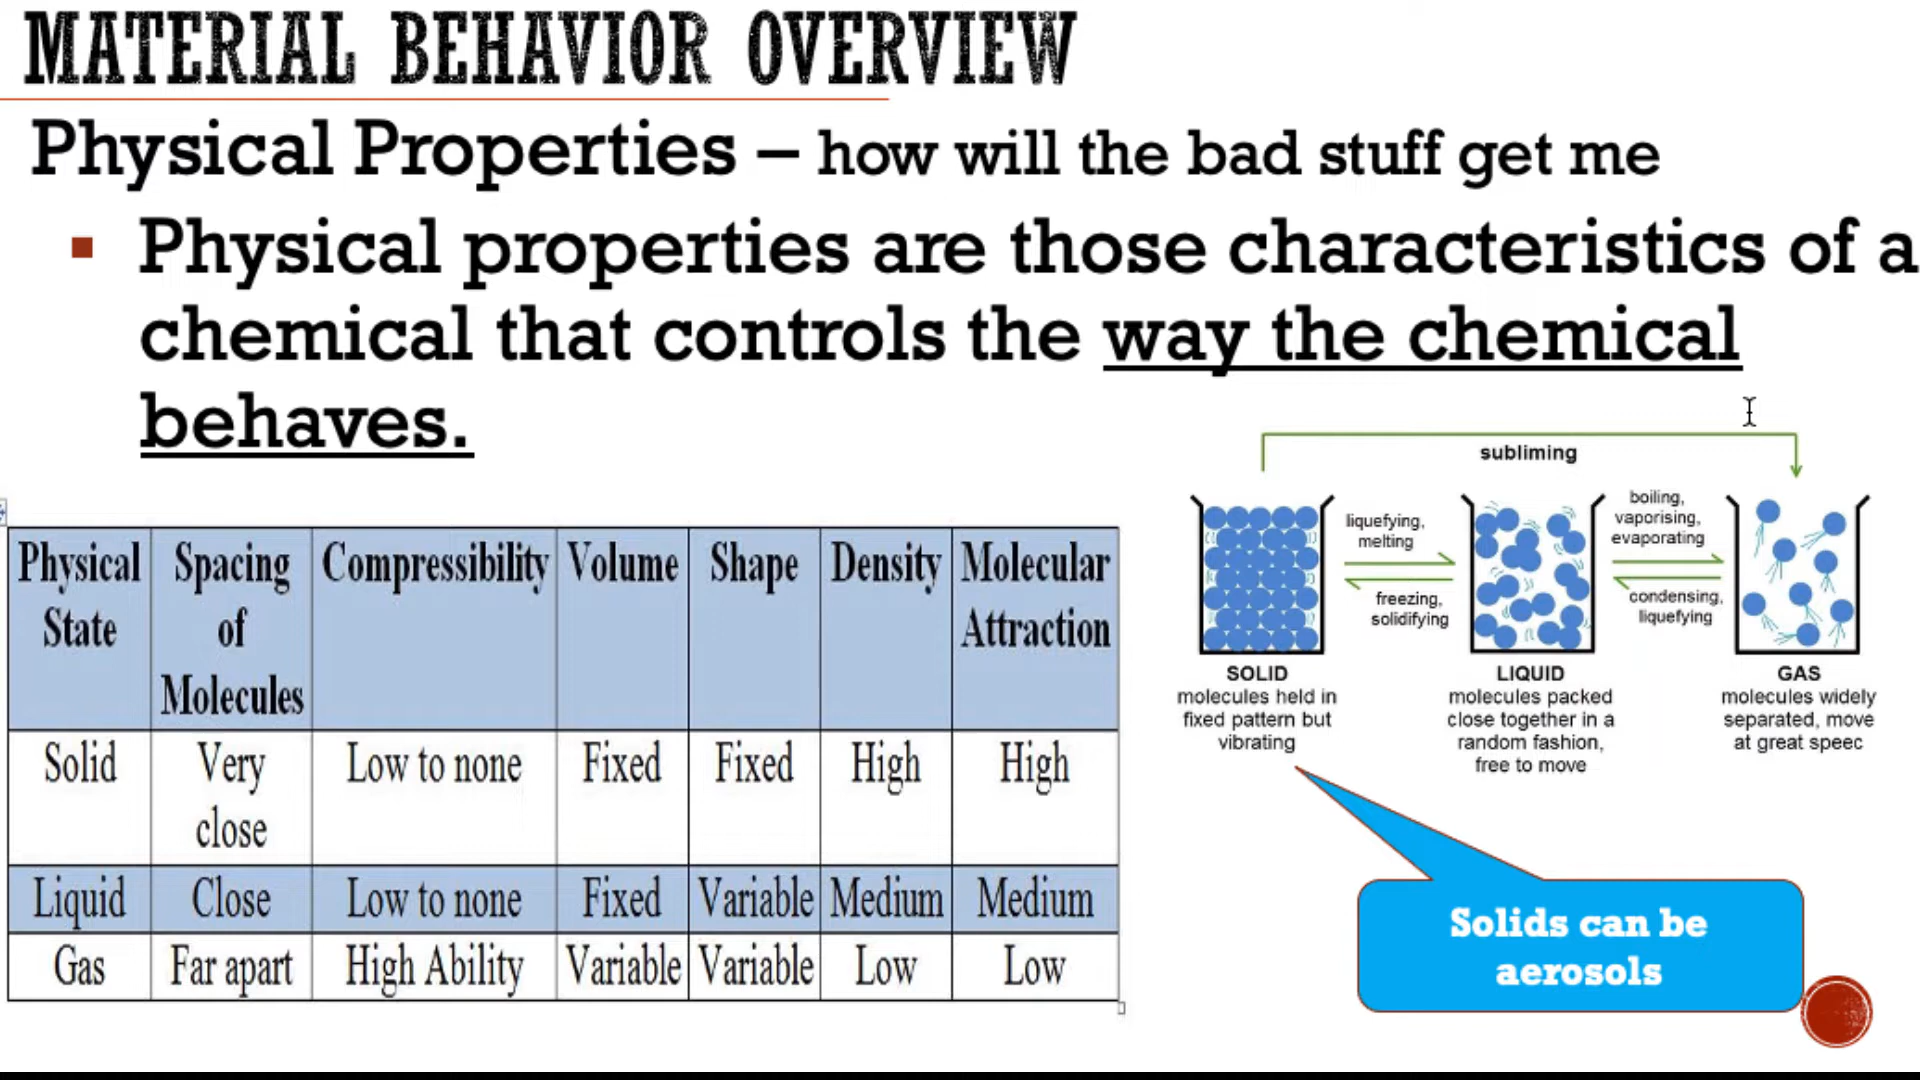 MATERIAL BEHAVIOR OVERVIEW
Physical Properties – how will the bad stuff get me
▪ Physical properties are those characteristics of a
chemical that controls the way the chemical
behaves.
Physical State | Spacing of Molecules | Compressibility | Volume | Shape | Density | Molecular Attraction
Solid | Very close | Low to none | Fixed | Fixed | High | High
Liquid | Close | Low to none | Fixed | Variable | Medium | Medium
Gas | Far apart | High Ability | Variable | Variable | Low | Low
subliming
liquefying,
melting
freezing,
solidifying
boiling,
vaporising,
evaporating
condensing,
liquefying
SOLID
molecules held in
fixed pattern but
vibrating
LIQUID
molecules packed
close together in a
random fashion,
free to move
GAS
molecules widely
separated, move
at great speec
Solids can be
aerosols